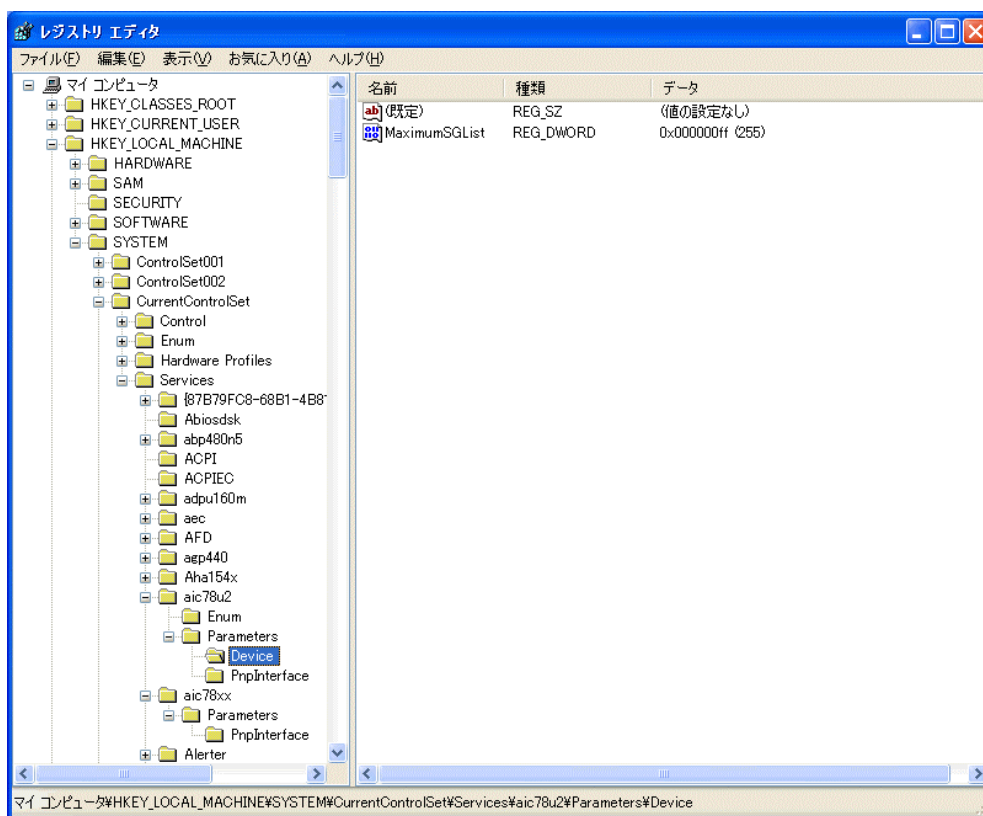 レジストリ エディタ
ファイル(F) 編集(E) 表示(V) お気に入り(A) ヘルプ(H)
マイ コンピュータ
HKEY_CLASSES_ROOT
HKEY_CURRENT_USER
HKEY_LOCAL_MACHINE
HARDWARE
SAM
SECURITY
SOFTWARE
SYSTEM
ControlSet001
ControlSet002
CurrentControlSet
Control
Enum
Hardware Profiles
Services
{87B79FC8-68B1-4B8
Abiosdsk
abp480n5
ACPI
ACPIEC
adpu160m
aec
AFD
agp440
Aha154x
aic78u2
Enum
Parameters
Device
PnpInterface
aic78xx
Parameters
PnpInterface
Alerter
名前 種類 データ
(既定) REG_SZ (値の設定なし)
MaximumSGList REG_DWORD 0x000000ff (255)
マイ コンピュータ¥HKEY_LOCAL_MACHINE¥SYSTEM¥CurrentControlSet¥Services¥aic78u2¥Parameters¥Device